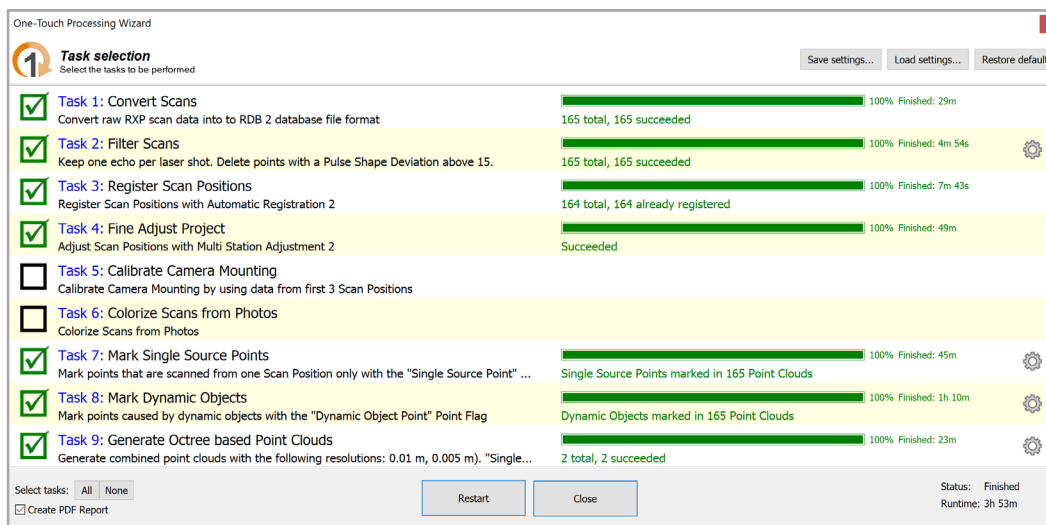 One-Touch Processing Wizard
1
Task selection
Select the tasks to be performed
Save settings... Load settings... Restore default
Task 1: Convert Scans
100% Finished: 29m
Convert raw RXP scan data into to RDB 2 database file format
165 total, 165 succeeded
Task 2: Filter Scans
100% Finished: 4m 54s
Keep one echo per laser shot. Delete points with a Pulse Shape Deviation above 15.
165 total, 165 succeeded
Task 3: Register Scan Positions
100% Finished: 7m 43s
Register Scan Positions with Automatic Registration 2
164 total, 164 already registered
Task 4: Fine Adjust Project
100% Finished: 49m
Adjust Scan Positions with Multi Station Adjustment 2
Succeeded
Task 5: Calibrate Camera Mounting
Calibrate Camera Mounting by using data from first 3 Scan Positions
Task 6: Colorize Scans from Photos
Colorize Scans from Photos
Task 7: Mark Single Source Points
100% Finished: 45m
Mark points that are scanned from one Scan Position only with the "Single Source Point" ...
Single Source Points marked in 165 Point Clouds
Task 8: Mark Dynamic Objects
100% Finished: 1h 10m
Mark points caused by dynamic objects with the "Dynamic Object Point" Point Flag
Dynamic Objects marked in 165 Point Clouds
Task 9: Generate Octree based Point Clouds
100% Finished: 23m
Generate combined point clouds with the following resolutions: 0.01 m, 0.005 m). "Single...
2 total, 2 succeeded
Select tasks: All None
Create PDF Report
Restart
Close
Status: Finished
Runtime: 3h 53m